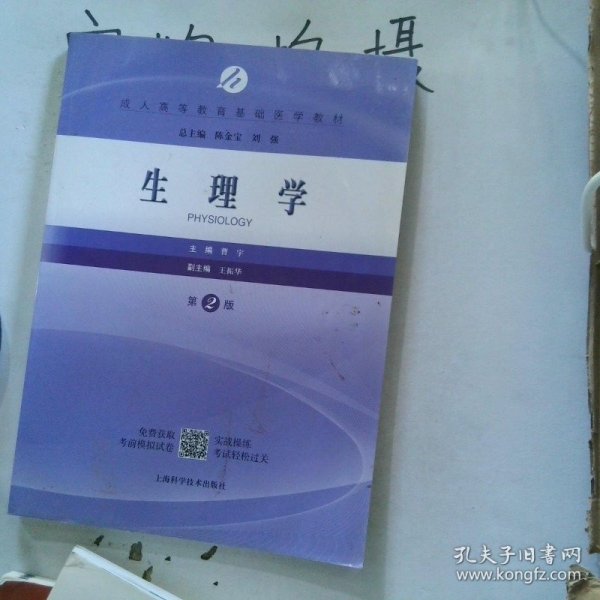 实物拍摄
成人高等教育基础医学教材
总主编 陈金宝 刘强
生理学
PHYSIOLOGY
主编 曹宇
副主编 王振华
第2版
免费获取 实战操练
考前模拟试卷 考试轻松过关
上海科学技术出版社
孔夫子旧书网
www.kongfz.com